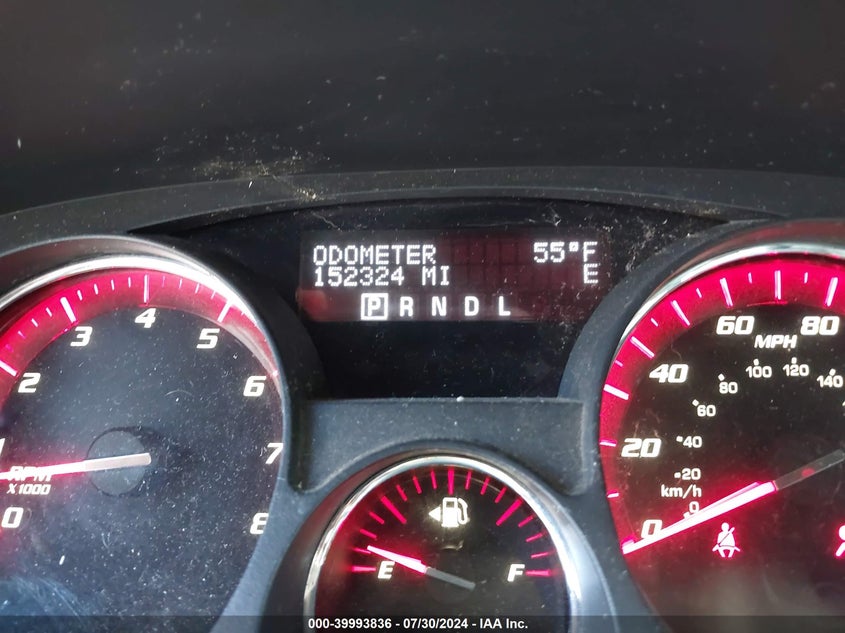 ODOMETER 55°F
152324 MI E
P R N D L
0 1 2 3 4 5 6 7 8
RPM
X1000
0 20 40 60 80
MPH
0 20 40 60 80 100 120 140
km/h
E F
000-39993836 / 07/30/2024 - IAA Inc.